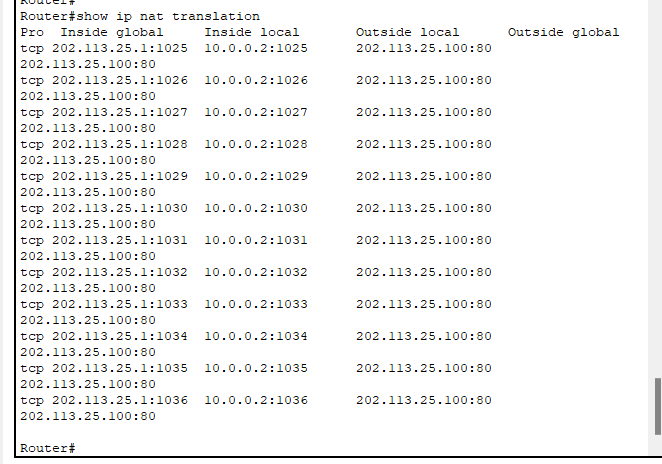 Router#
Router#show ip nat translation
Pro  Inside global     Inside local       Outside local      Outside global
tcp 202.113.25.1:1025  10.0.0.2:1025      202.113.25.100:80
202.113.25.100:80
tcp 202.113.25.1:1026  10.0.0.2:1026      202.113.25.100:80
202.113.25.100:80
tcp 202.113.25.1:1027  10.0.0.2:1027      202.113.25.100:80
202.113.25.100:80
tcp 202.113.25.1:1028  10.0.0.2:1028      202.113.25.100:80
202.113.25.100:80
tcp 202.113.25.1:1029  10.0.0.2:1029      202.113.25.100:80
202.113.25.100:80
tcp 202.113.25.1:1030  10.0.0.2:1030      202.113.25.100:80
202.113.25.100:80
tcp 202.113.25.1:1031  10.0.0.2:1031      202.113.25.100:80
202.113.25.100:80
tcp 202.113.25.1:1032  10.0.0.2:1032      202.113.25.100:80
202.113.25.100:80
tcp 202.113.25.1:1033  10.0.0.2:1033      202.113.25.100:80
202.113.25.100:80
tcp 202.113.25.1:1034  10.0.0.2:1034      202.113.25.100:80
202.113.25.100:80
tcp 202.113.25.1:1035  10.0.0.2:1035      202.113.25.100:80
202.113.25.100:80
tcp 202.113.25.1:1036  10.0.0.2:1036      202.113.25.100:80
202.113.25.100:80
Router#